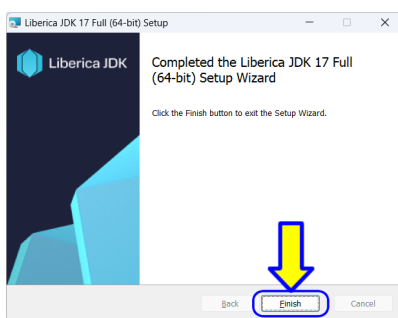 Liberica JDK 17 Full (64-bit) Setup
Liberica JDK
Completed the Liberica JDK 17 Full
(64-bit) Setup Wizard
Click the Finish button to exit the Setup Wizard.
Back Finish Cancel